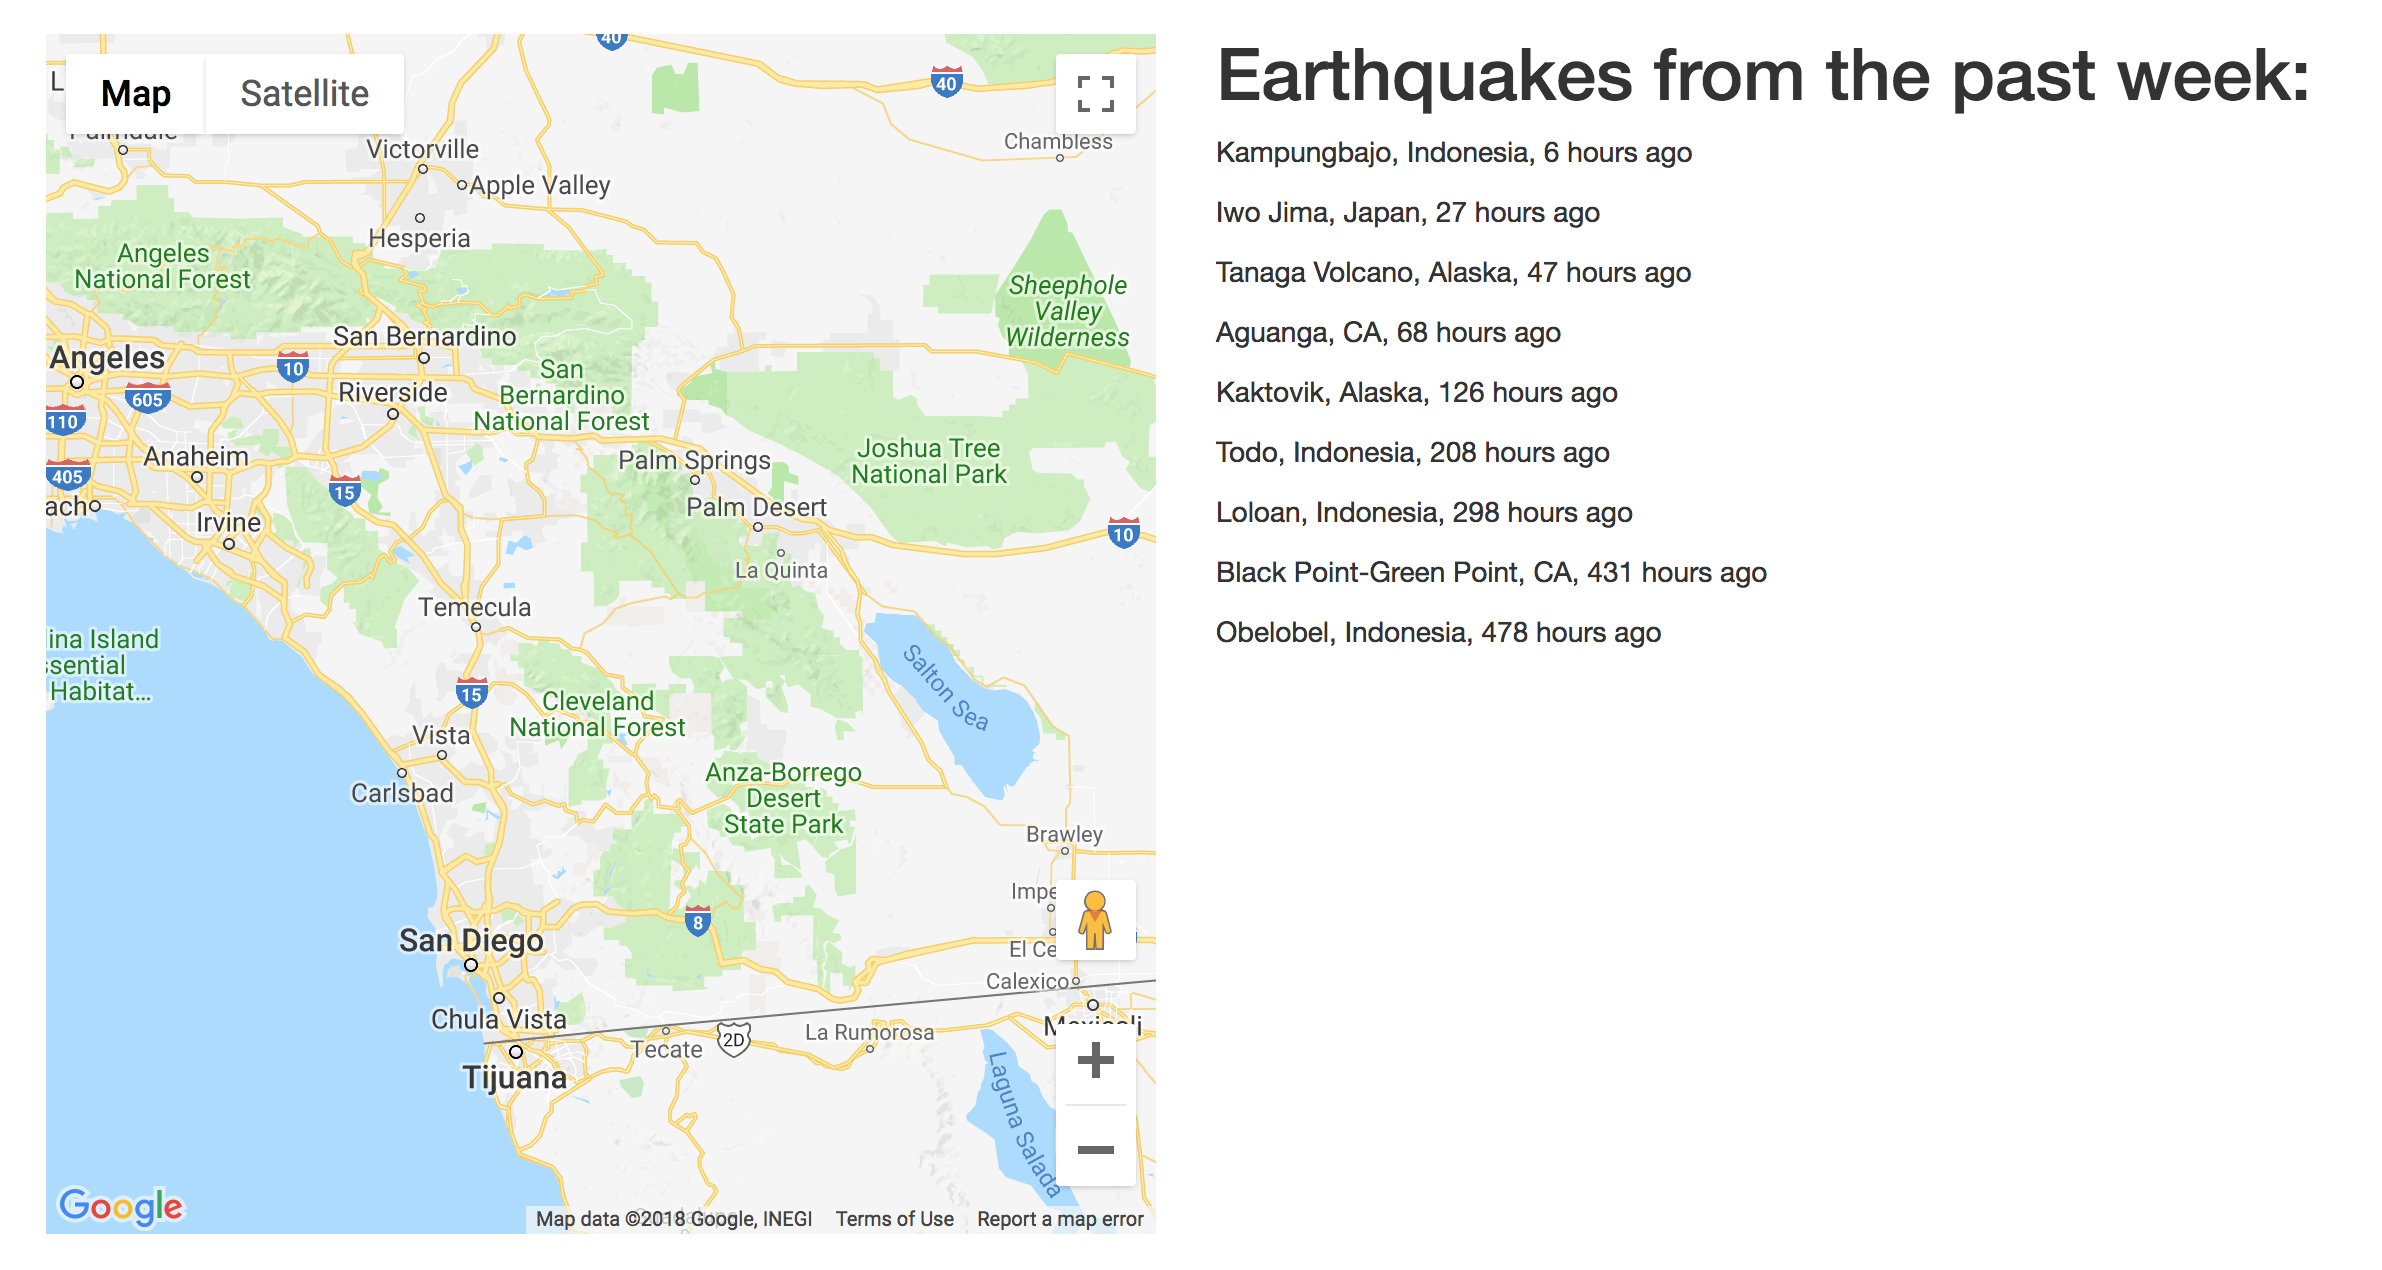 40
L
Map
Satellite
40
Chambless
Palmdale
Victorville
Apple Valley
Hesperia
Angeles
National Forest
Sheephole
Valley
Wilderness
San Bernardino
Angeles
10
605
Riverside
San
Bernardino
National Forest
110
Anaheim
Joshua Tree
National Park
Palm Springs
405
15
ach
Irvine
Palm Desert
10
La Quinta
Temecula
ina Island
ssential
Habitat...
Salton Sea
15
Cleveland
National Forest
Vista
Carlsbad
Anza-Borrego
Desert
State Park
Brawley
Impe
8
San Diego
El Ce
Calexico
Chula Vista
Mexicali
La Rumorosa
2D
Tecate
Tijuana
Laguna Salada
Google
Map data ©2018 Google, INEGI
Terms of Use
Report a map error
Earthquakes from the past week:
Kampungbajo, Indonesia, 6 hours ago
Iwo Jima, Japan, 27 hours ago
Tanaga Volcano, Alaska, 47 hours ago
Aguanga, CA, 68 hours ago
Kaktovik, Alaska, 126 hours ago
Todo, Indonesia, 208 hours ago
Loloan, Indonesia, 298 hours ago
Black Point-Green Point, CA, 431 hours ago
Obelobel, Indonesia, 478 hours ago